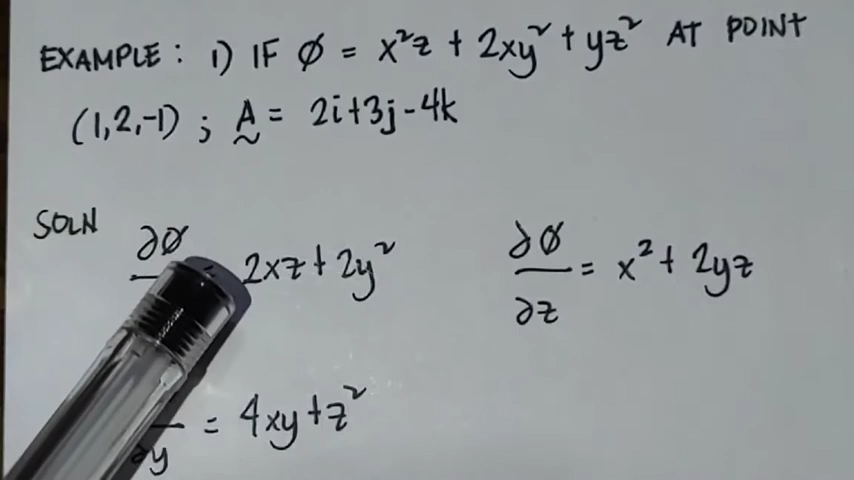 EXAMPLE: 1) IF Ø = x²z + 2xy² + yz² AT POINT
(1,2,-1) ; A = 2i+3j-4k
~
SOLN
∂Ø
2xz + 2y²
∂Ø
= x² + 2yz
∂z
= 4xy + z²
∂y